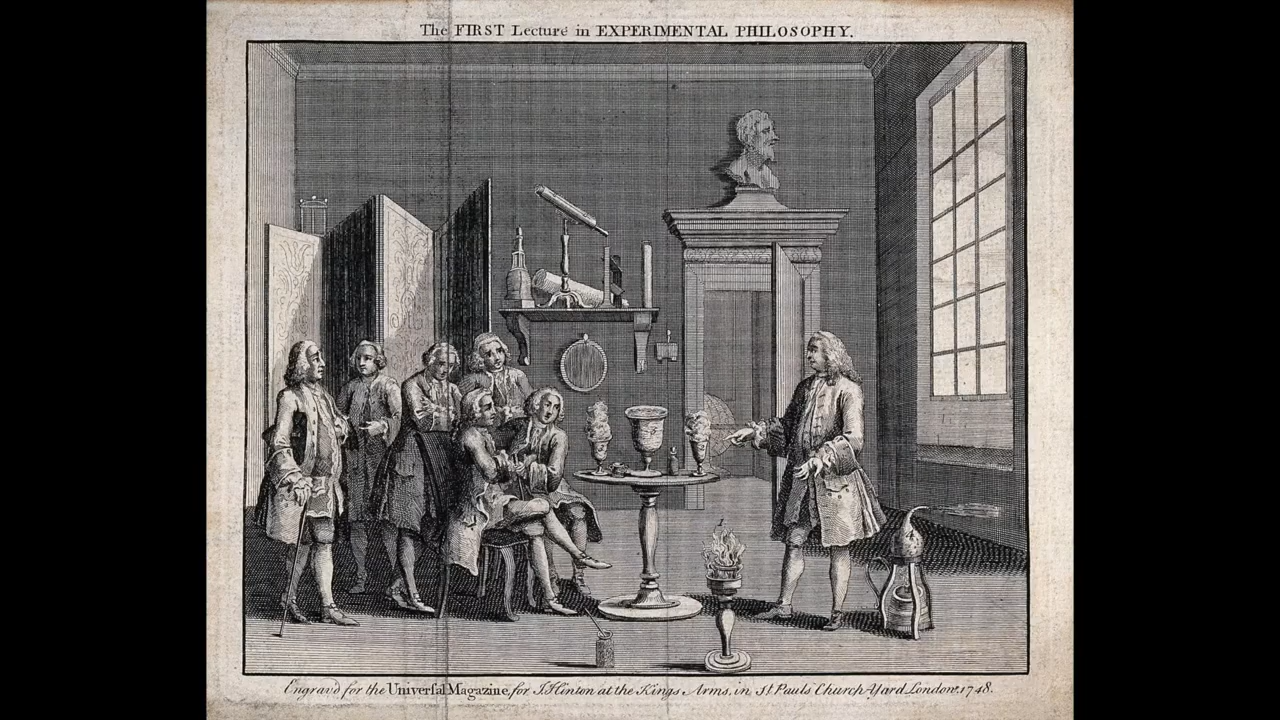 The FIRST Lecture in EXPERIMENTAL PHILOSOPHY.
Engrav'd for the Universal Magazine, for J. Hinton at the Kings Arms, in St. Pauls Church Yard London. 1748.